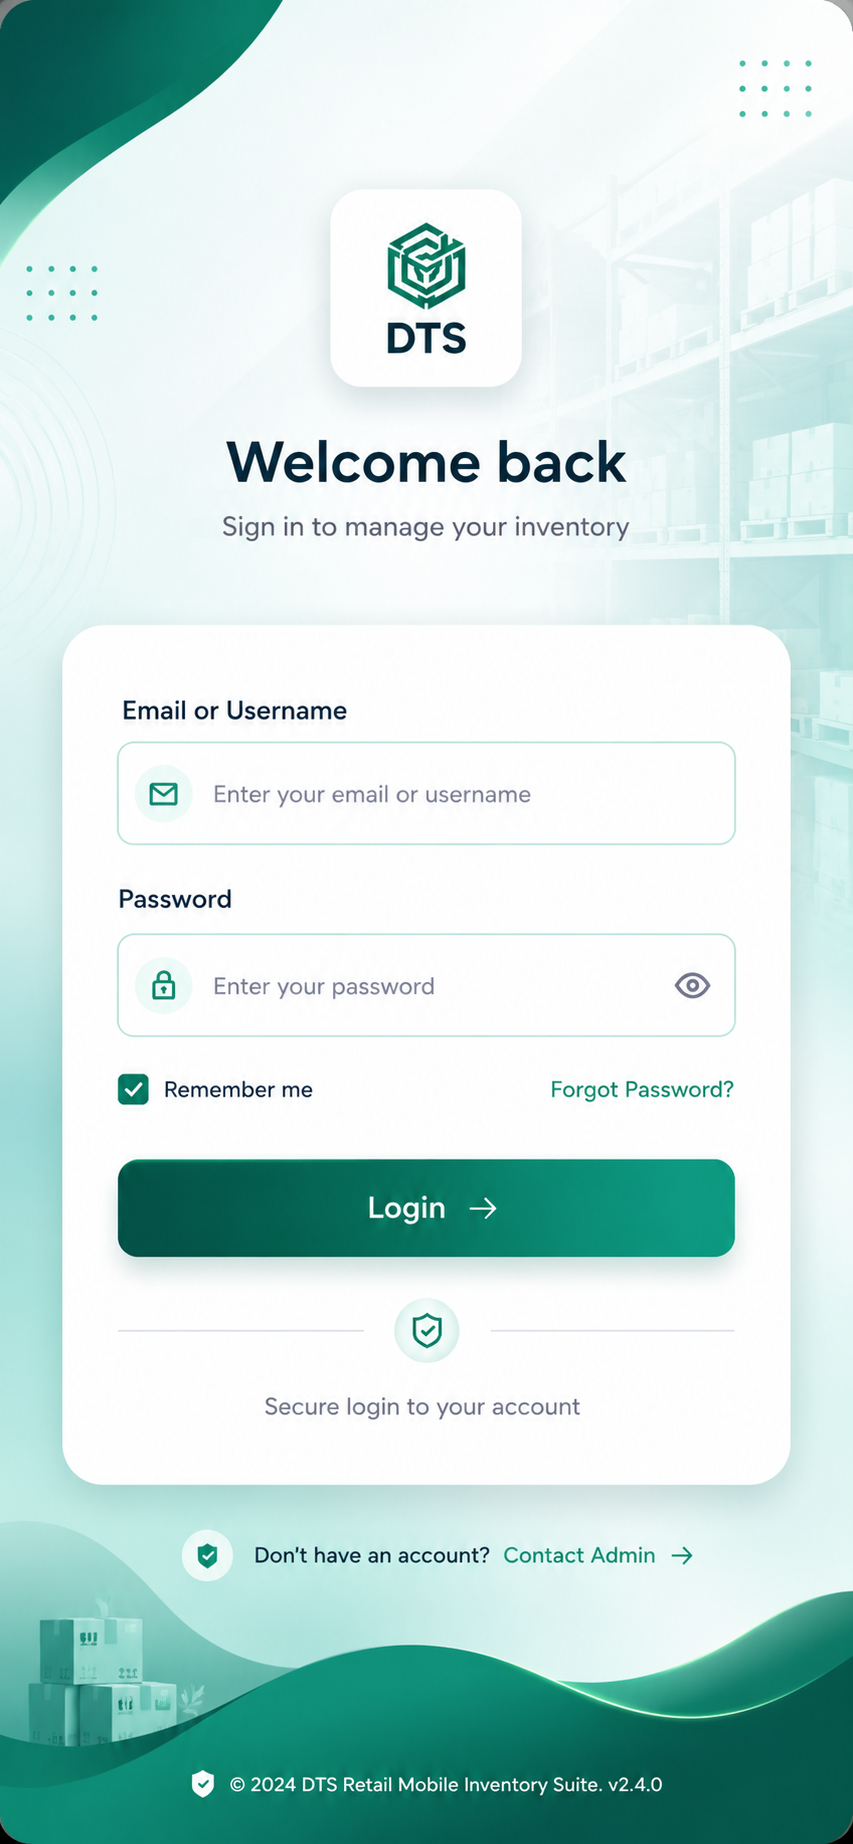 DTS
Welcome back
Sign in to manage your inventory
Email or Username
Enter your email or username
Password
Enter your password
Remember me
Forgot Password?
Login
Secure login to your account
Don't have an account? Contact Admin
© 2024 DTS Retail Mobile Inventory Suite. v2.4.0